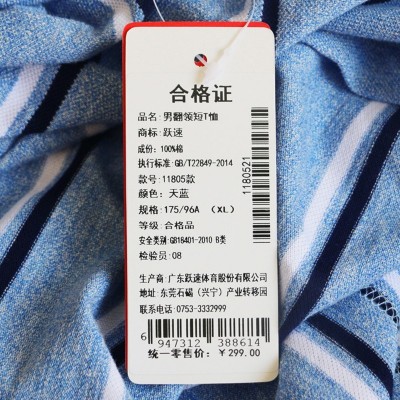 合格证
品名：男翻领短T恤
商标：跃速
成份：100%棉
执行标准：GB/T22849-2014
款号：11805款
颜色：天蓝
规格：175/96A （XL）
等级：合格品
安全类别：GB18401-2010 B类
检验员：08
1180521
生产商：广东跃速体育股份有限公司
地址：东莞石碣（兴宁）产业转移园
联系电话：0753-3332999
6 947312 388614
统一零售价：￥299.00